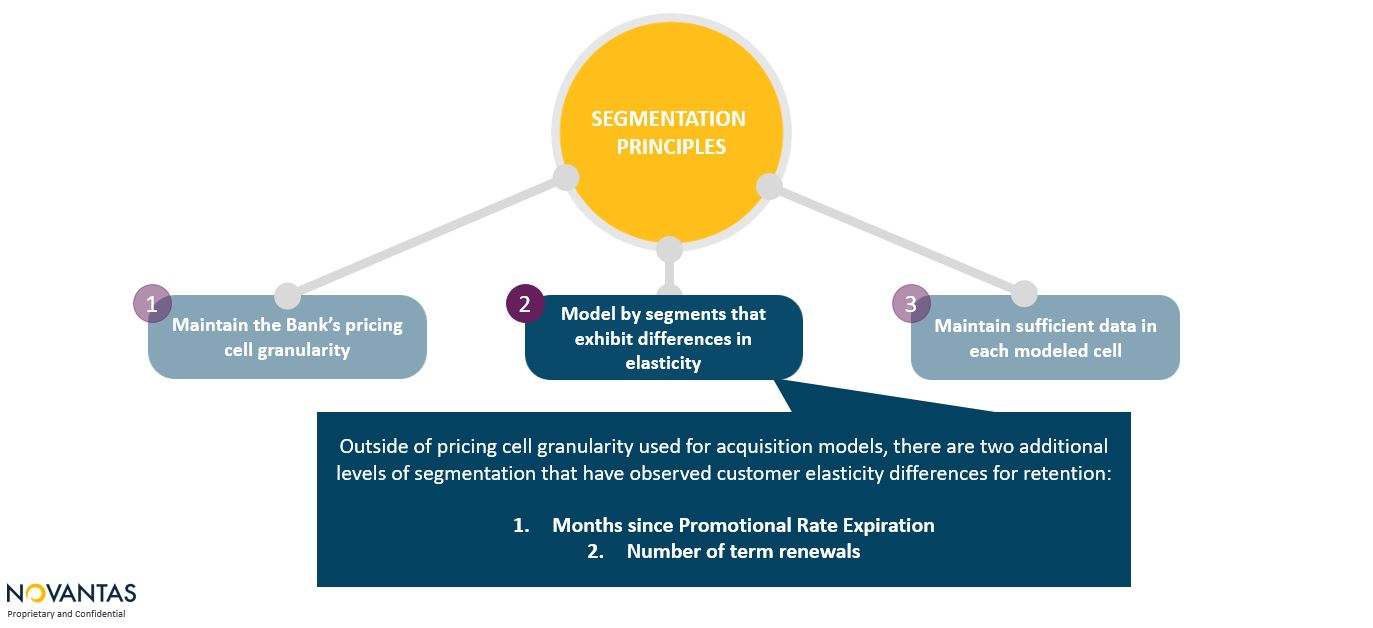 SEGMENTATION
PRINCIPLES
1
Maintain the Bank’s pricing
cell granularity
2
Model by segments that
exhibit differences in
elasticity
3
Maintain sufficient data in
each modeled cell
Outside of pricing cell granularity used for acquisition models, there are two additional
levels of segmentation that have observed customer elasticity differences for retention:
1. Months since Promotional Rate Expiration
2. Number of term renewals
NOVANTAS
Proprietary and Confidential